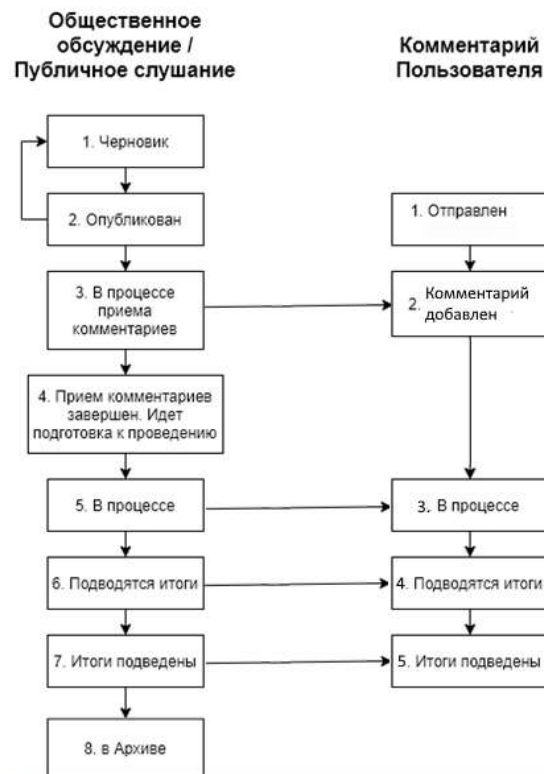 Общественное
обсуждение /
Публичное слушание
1. Черновик
2. Опубликован
3. В процессе
приема
комментариев
4. Прием комментариев
завершен. Идет
подготовка к проведению
5. В процессе
6. Подводятся итоги
7. Итоги подведены
8. в Архиве
Комментарий
Пользователя
1. Отправлен
2. Комментарий
добавлен
3. В процессе
4. Подводятся итоги
5. Итоги подведены